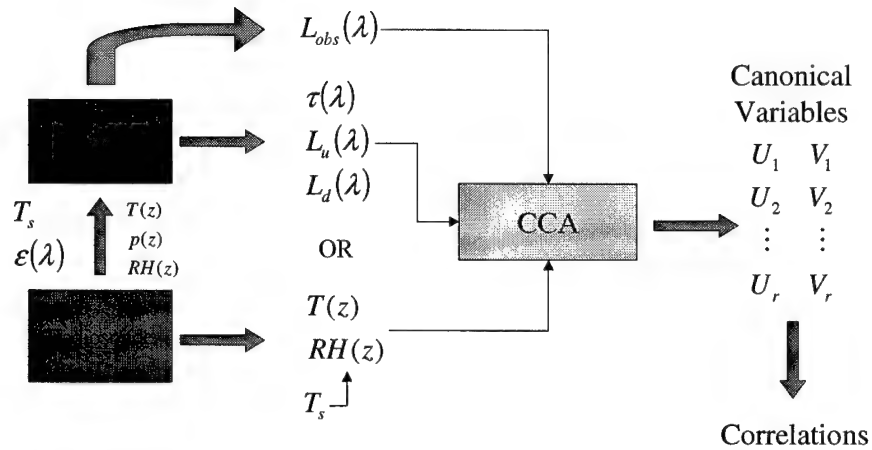 L_obs(λ)
τ(λ)
L_u(λ)
L_d(λ)
OR
T(z)
RH(z)
T_s
T_s
ε(λ)
T(z)
p(z)
RH(z)
CCA
Canonical
Variables
U_1 V_1
U_2 V_2
⋮ ⋮
U_r V_r
Correlations